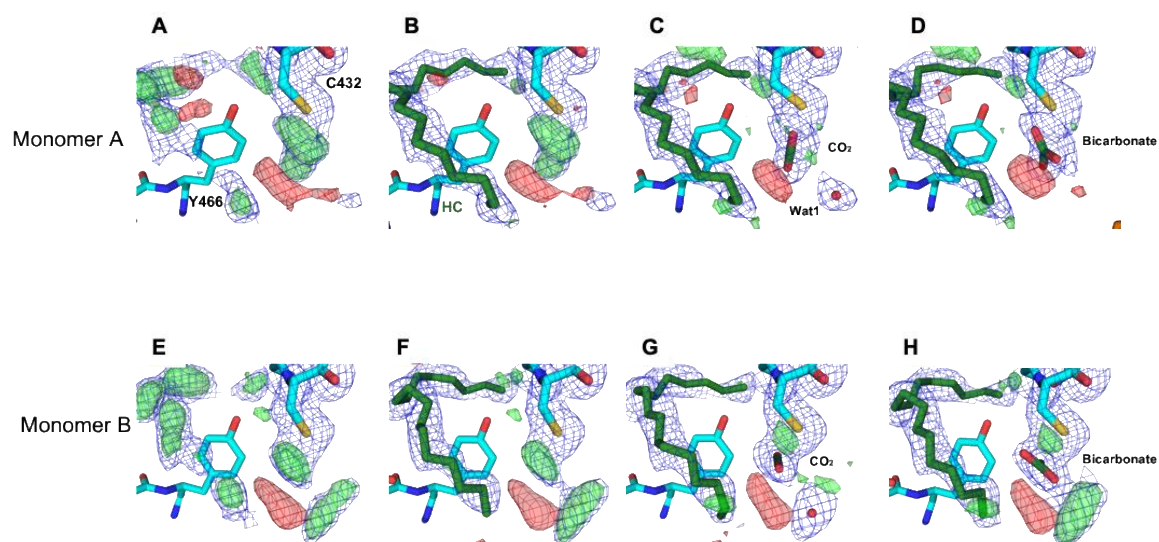 A B C D
C432
Monomer A
CO₂
Bicarbonate
Y466
HC
Wat1
E F G H
Monomer B
CO₂
Bicarbonate